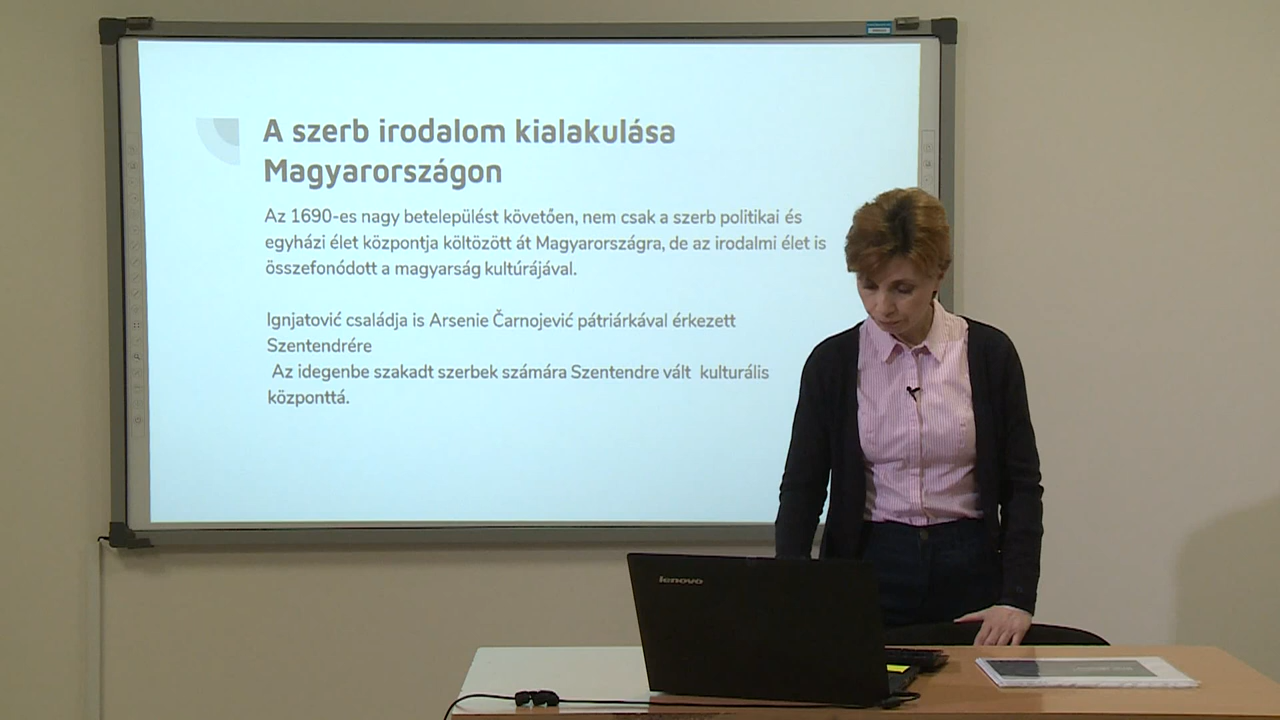 A szerb irodalom kialakulása
Magyarországon
Az 1690-es nagy betelepülést követően, nem csak a szerb politikai és
egyházi élet központja költözött át Magyarországra, de az irodalmi élet is
összefonódott a magyarság kultúrájával.
Ignjatović családja is Arsenie Čarnojević pátriárkával érkezett
Szentendrére
Az idegenbe szakadt szerbek számára Szentendre vált kulturális
központtá.
lenovo